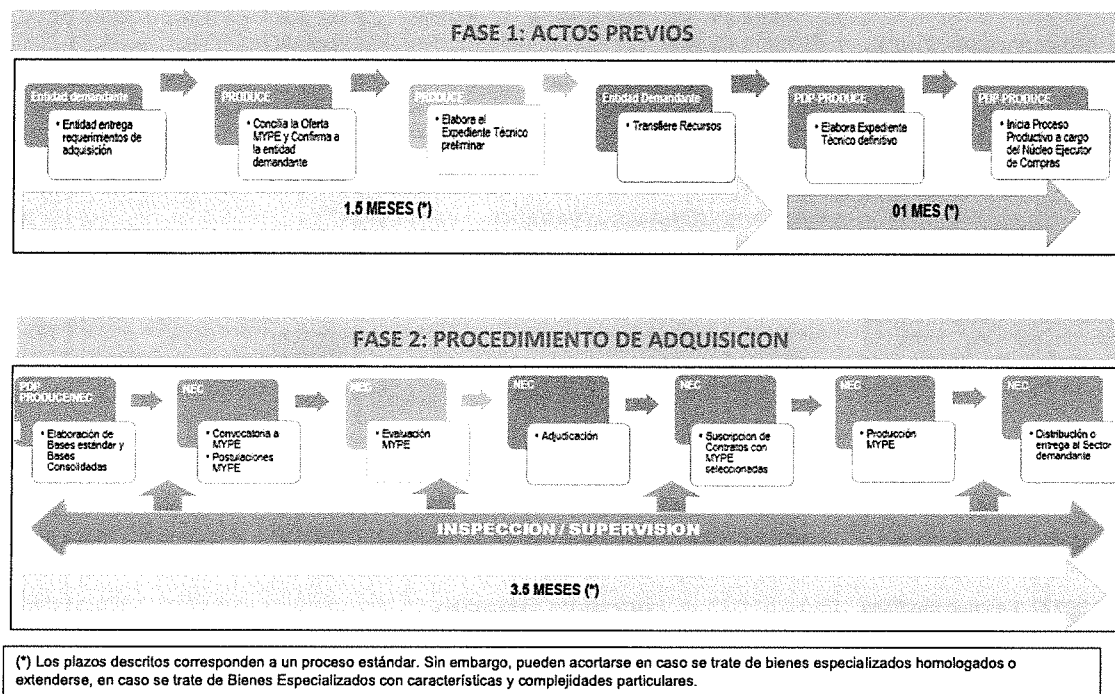 FASE 1: ACTOS PREVIOS
Entidad demandante
• Entidad entrega
requerimientos de
adquisición
PRODUCE
• Concilia la Oferta
MYPE y Confirma a
la entidad
demandante
PRODUCE
• Elabora el
Expediente Técnico
preliminar
Entidad Demandante
• Transfiere Recursos
PDP-PRODUCE
• Elabora Expediente
Técnico definitivo
PDP-PRODUCE
• Inicia Proceso
Productivo a cargo
del Núcleo Ejecutor
de Compras
1.5 MESES (*)
01 MES (*)
FASE 2: PROCEDIMIENTO DE ADQUISICION
PDP
PRODUCE/NEC
• Elaboración de
Bases estándar y
Bases
Consolidadas
NEC
• Convocatoria a
MYPE
• Postulaciones
MYPE
NEC
• Evaluación
MYPE
NEC
• Adjudicación
NEC
• Suscripcion de
Contratos con
MYPE
seleccionadas
NEC
• Producción
MYPE
NEC
• Distribución o
entrega al Sector
demandante
INSPECCION / SUPERVISION
3.5 MESES (*)
(*) Los plazos descritos corresponden a un proceso estándar. Sin embargo, pueden acortarse en caso se trate de bienes especializados homologados o
extenderse, en caso se trate de Bienes Especializados con características y complejidades particulares.